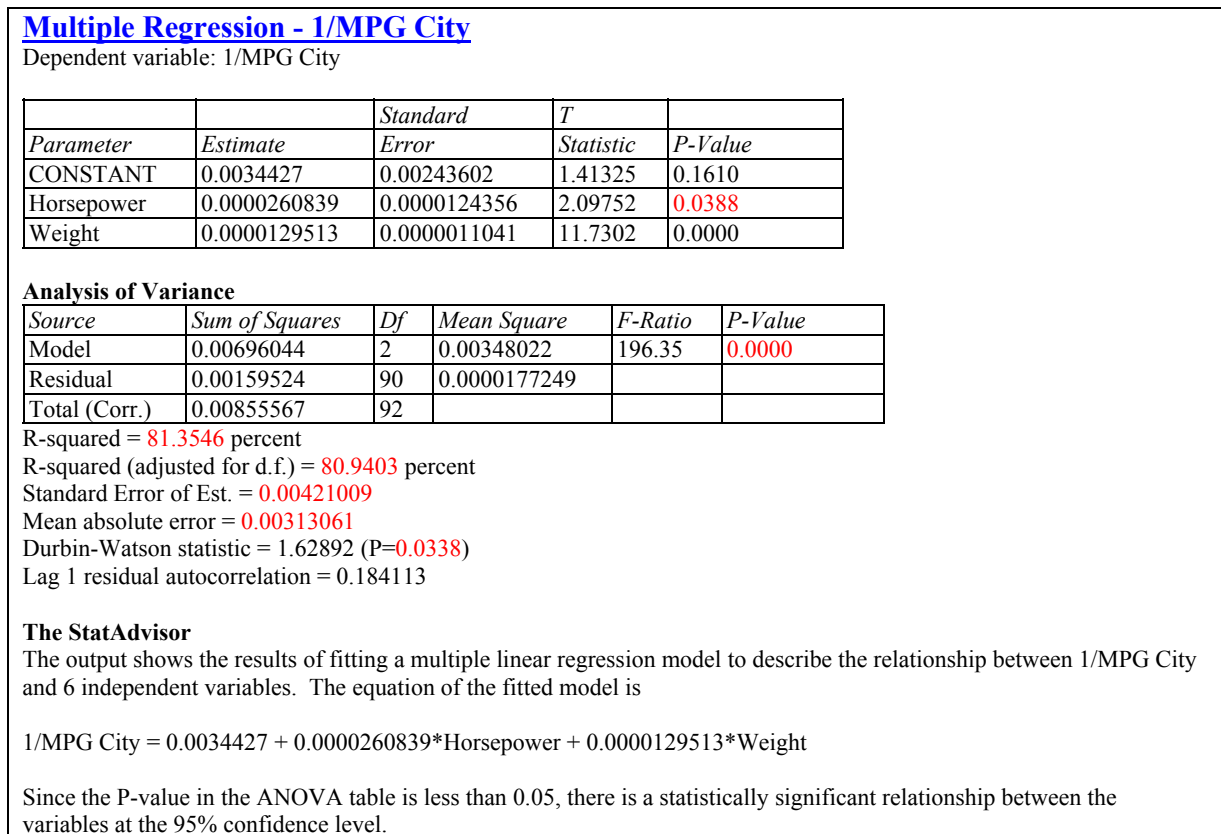 Multiple Regression - 1/MPG City
Dependent variable: 1/MPG City
Standard T
Parameter Estimate Error Statistic P-Value
CONSTANT 0.0034427 0.00243602 1.41325 0.1610
Horsepower 0.0000260839 0.0000124356 2.09752 0.0388
Weight 0.0000129513 0.0000011041 11.7302 0.0000
Analysis of Variance
Source Sum of Squares Df Mean Square F-Ratio P-Value
Model 0.00696044 2 0.00348022 196.35 0.0000
Residual 0.00159524 90 0.0000177249
Total (Corr.) 0.00855567 92
R-squared = 81.3546 percent
R-squared (adjusted for d.f.) = 80.9403 percent
Standard Error of Est. = 0.00421009
Mean absolute error = 0.00313061
Durbin-Watson statistic = 1.62892 (P=0.0338)
Lag 1 residual autocorrelation = 0.184113
The StatAdvisor
The output shows the results of fitting a multiple linear regression model to describe the relationship between 1/MPG City
and 6 independent variables. The equation of the fitted model is
1/MPG City = 0.0034427 + 0.0000260839*Horsepower + 0.0000129513*Weight
Since the P-value in the ANOVA table is less than 0.05, there is a statistically significant relationship between the
variables at the 95% confidence level.